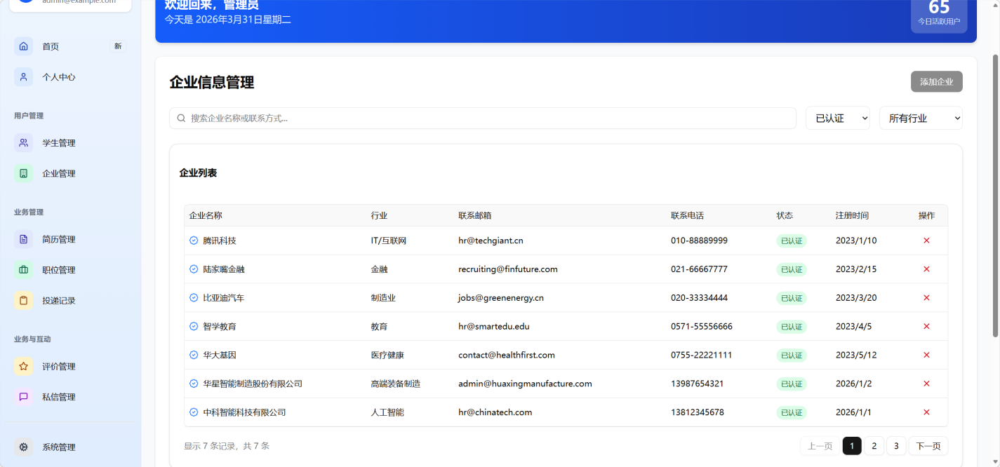 admin@example.com
首页
新
个人中心
用户管理
学生管理
企业管理
业务管理
简历管理
职位管理
投递记录
业务与互动
评价管理
私信管理
系统管理
欢迎回来，管理员
今天是 2026年3月31日星期二
65
今日活跃用户
企业信息管理
添加企业
搜索企业名称或联系方式...
已认证
所有行业
企业列表
企业名称 行业 联系邮箱 联系电话 状态 注册时间 操作
腾讯科技 IT/互联网 hr@techgiant.cn 010-88889999 已认证 2023/1/10
陆家嘴金融 金融 recruiting@finfuture.com 021-66667777 已认证 2023/2/15
比亚迪汽车 制造业 jobs@greenenergy.cn 020-33334444 已认证 2023/3/20
智学教育 教育 hr@smartedu.edu 0571-55556666 已认证 2023/4/5
华大基因 医疗健康 contact@healthfirst.com 0755-22221111 已认证 2023/5/12
华星智能制造股份有限公司 高端装备制造 admin@huaxingmanufacture.com 13987654321 已认证 2026/1/2
中科智能科技有限公司 人工智能 hr@chinatech.com 13812345678 已认证 2026/1/1
显示 7 条记录，共 7 条
上一页 1 2 3 下一页